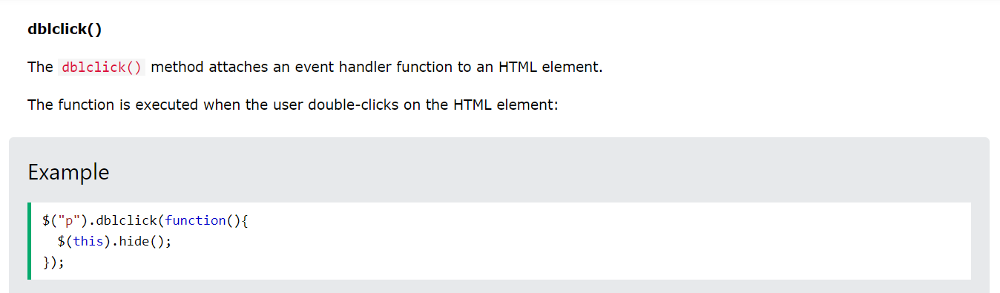 dblclick()
The dblclick() method attaches an event handler function to an HTML element.
The function is executed when the user double-clicks on the HTML element:
Example
$("p").dblclick(function(){
  $(this).hide();
});